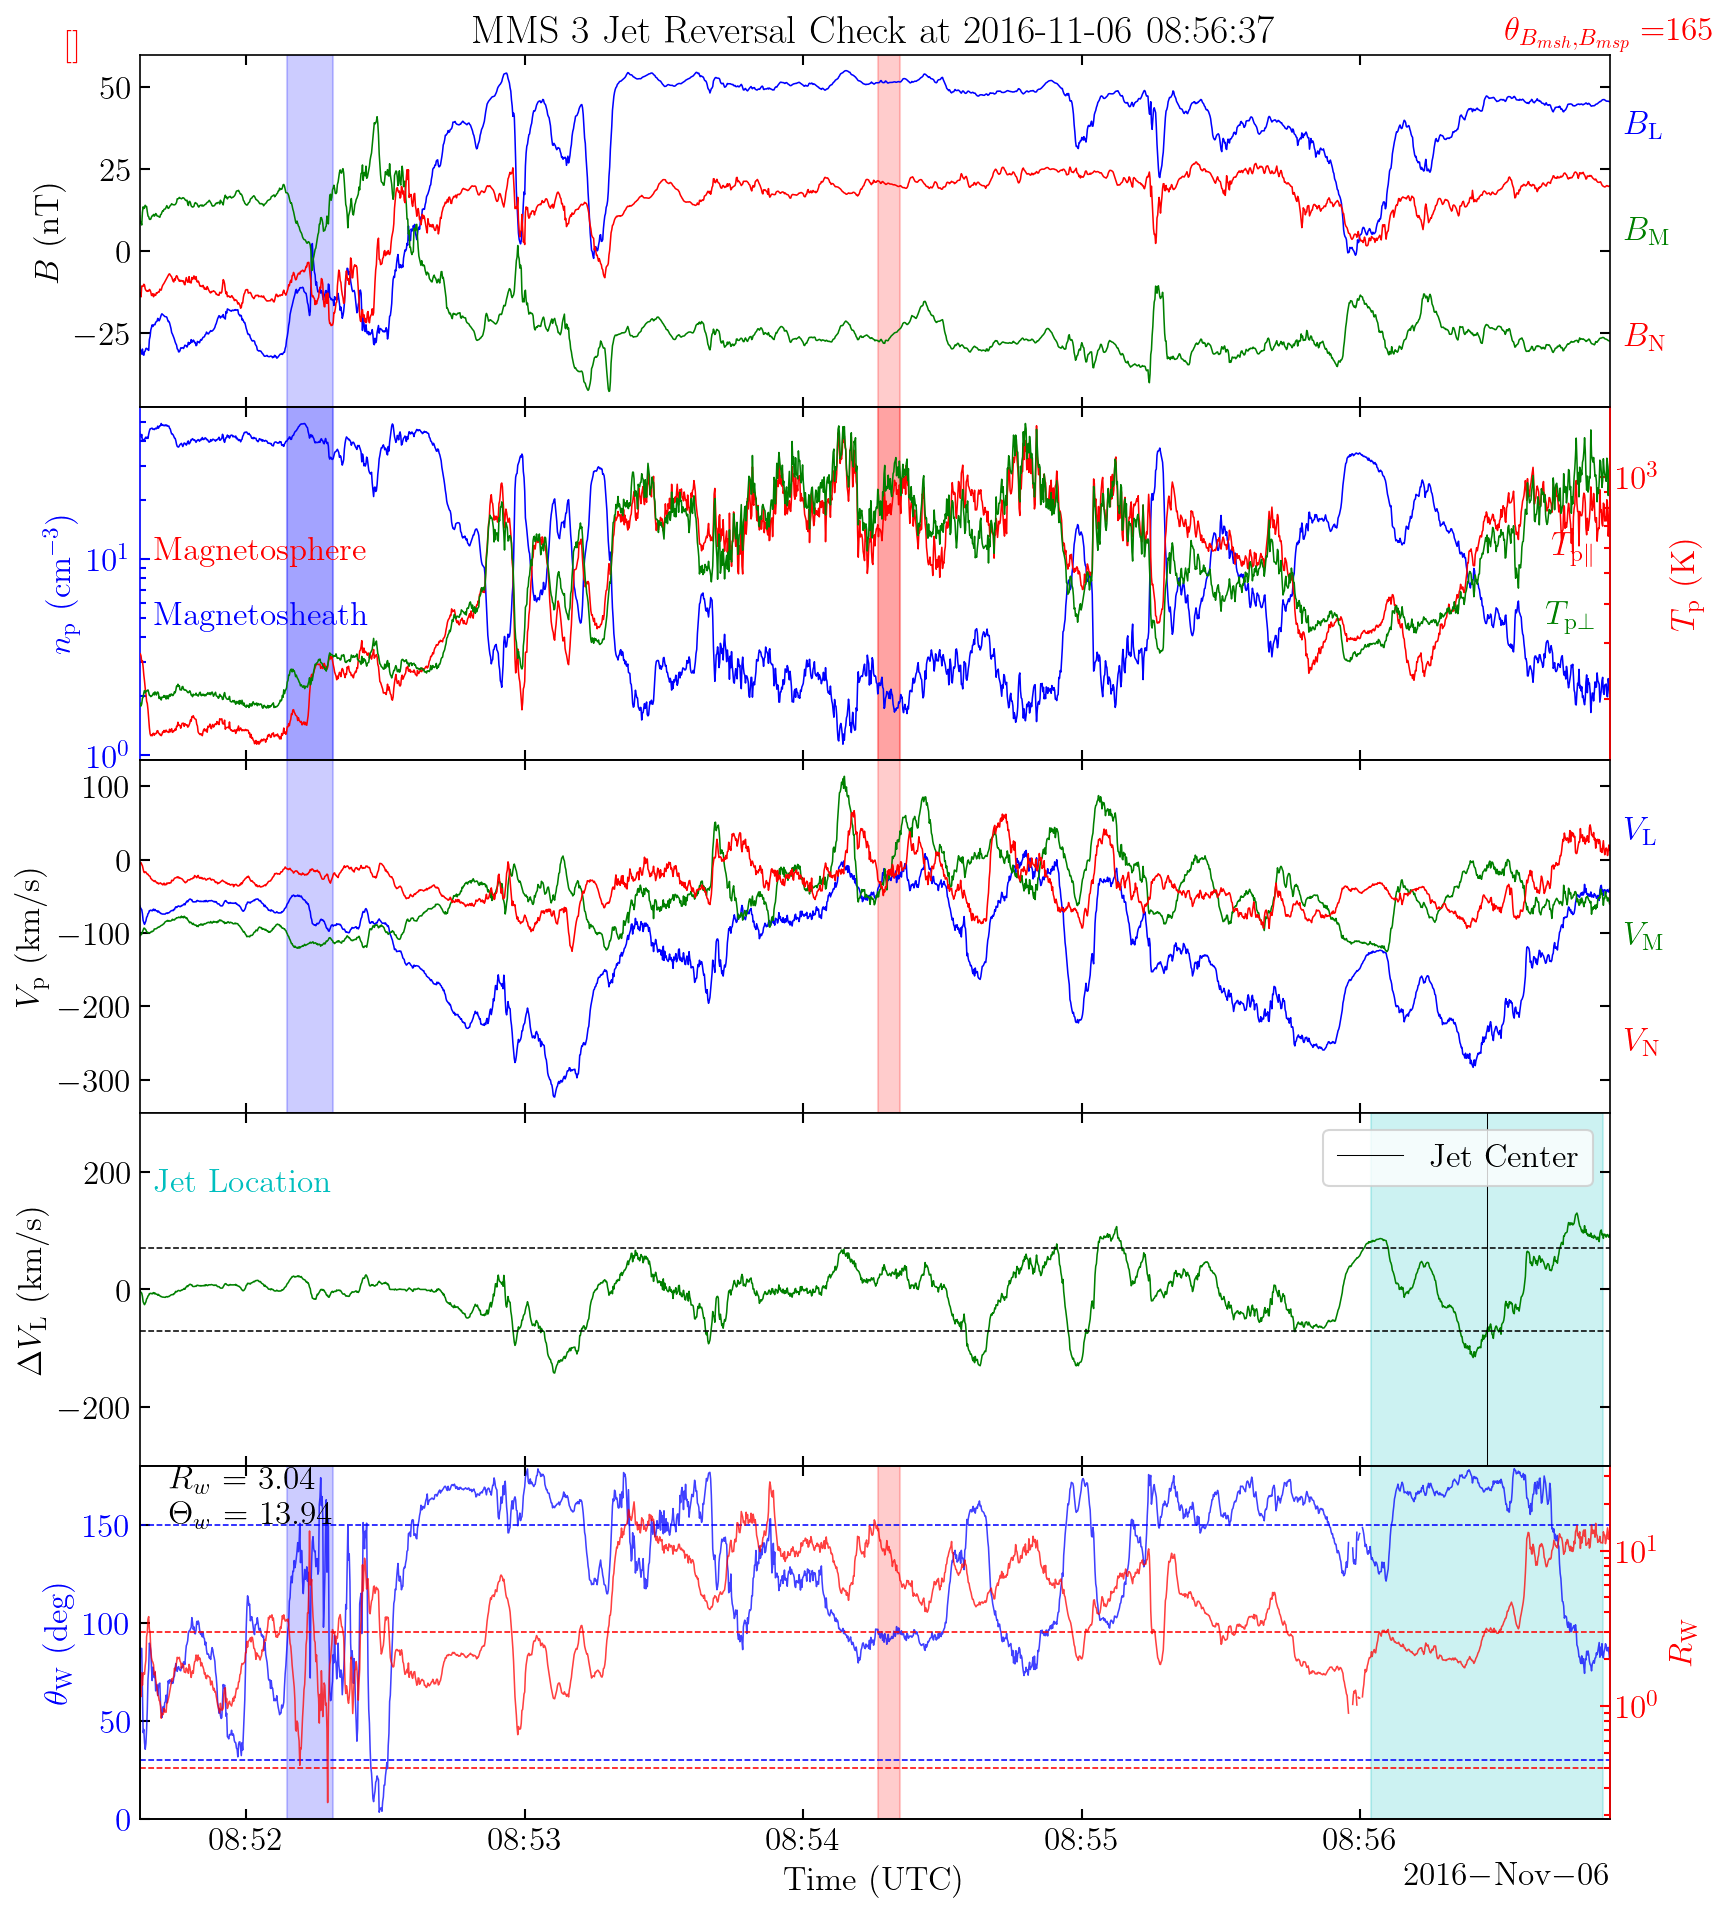 MMS 3 Jet Reversal Check at 2016-11-06 08:56:37
[]
θ_{B_{msh},B_{msp}} =165
50
25
0
−25
B (nT)
B_L
B_M
B_N
10^1
10^0
n_p (cm^{−3})
Magnetosphere
Magnetosheath
10^3
T_{p∥}
T_{p⊥}
T_p (K)
100
0
−100
−200
−300
V_p (km/s)
V_L
V_M
V_N
200
0
−200
ΔV_L (km/s)
Jet Location
Jet Center
R_w = 3.04
Θ_w = 13.94
150
100
50
0
θ_W (deg)
10^1
10^0
R_W
08:52 08:53 08:54 08:55 08:56
Time (UTC)
2016−Nov−06